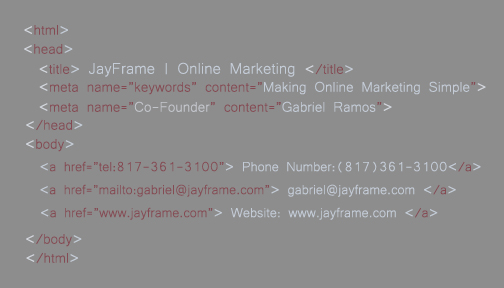 <html>
<head>
<title> JayFrame | Online Marketing </title>
<meta name="keywords" content="Making Online Marketing Simple">
<meta name="Co-Founder" content="Gabriel Ramos">
</head>
<body>
<a href="tel:817-361-3100"> Phone Number:(817)361-3100</a>
<a href="mailto:gabriel@jayframe.com"> gabriel@jayframe.com </a>
<a href="www.jayframe.com"> Website: www.jayframe.com </a>
</body>
</html>